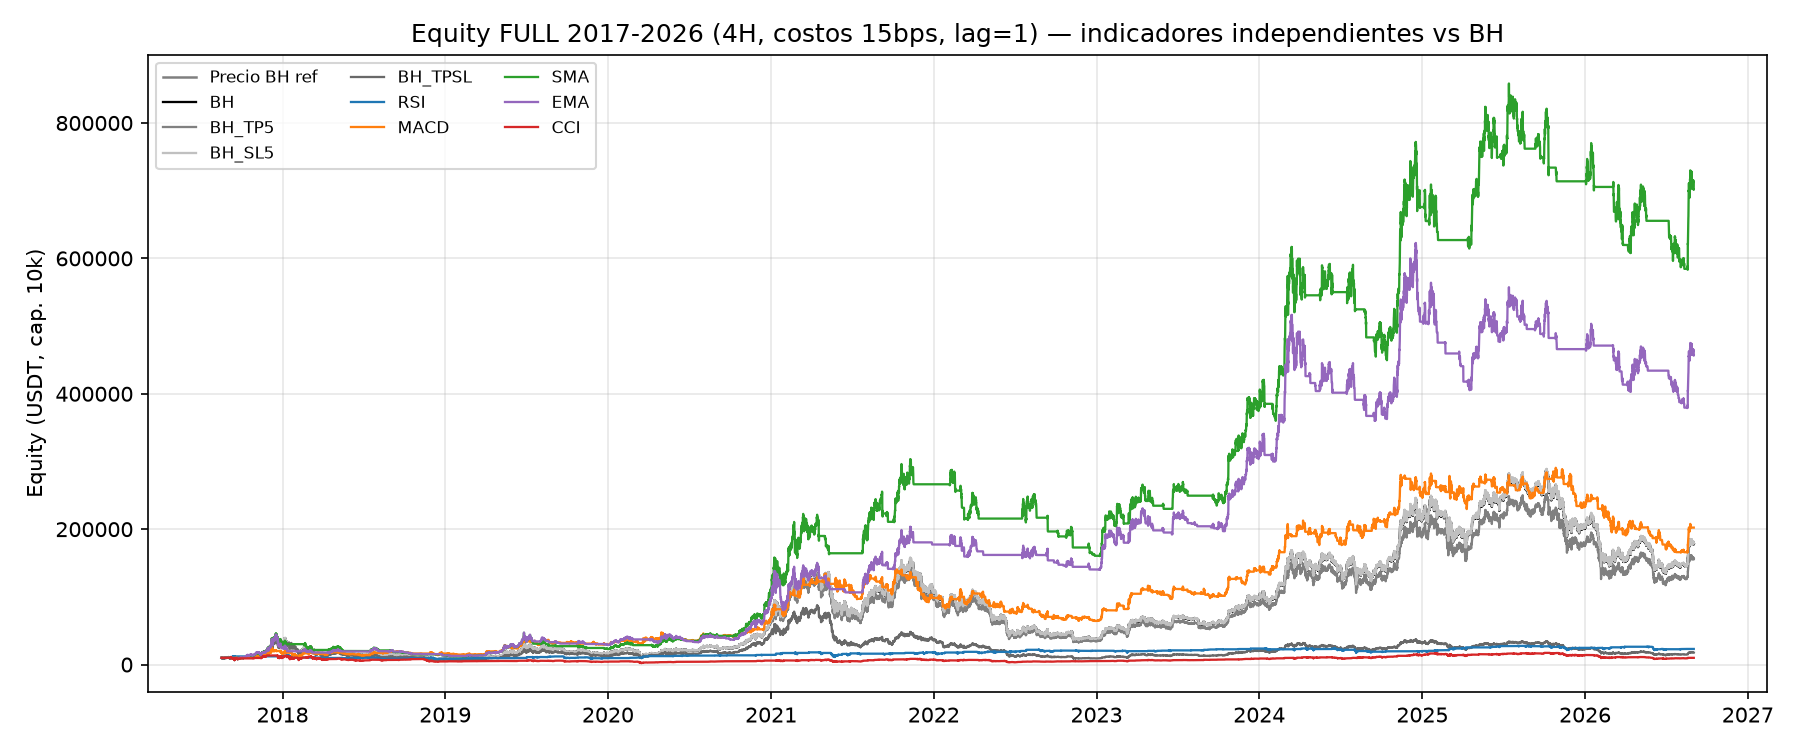 Equity FULL 2017-2026 (4H, costos 15bps, lag=1) — indicadores independientes vs BH
Precio BH ref
BH
BH_TP5
BH_SL5
BH_TPSL
RSI
MACD
SMA
EMA
CCI
Equity (USDT, cap. 10k)
800000
600000
400000
200000
0
2018 2019 2020 2021 2022 2023 2024 2025 2026 2027